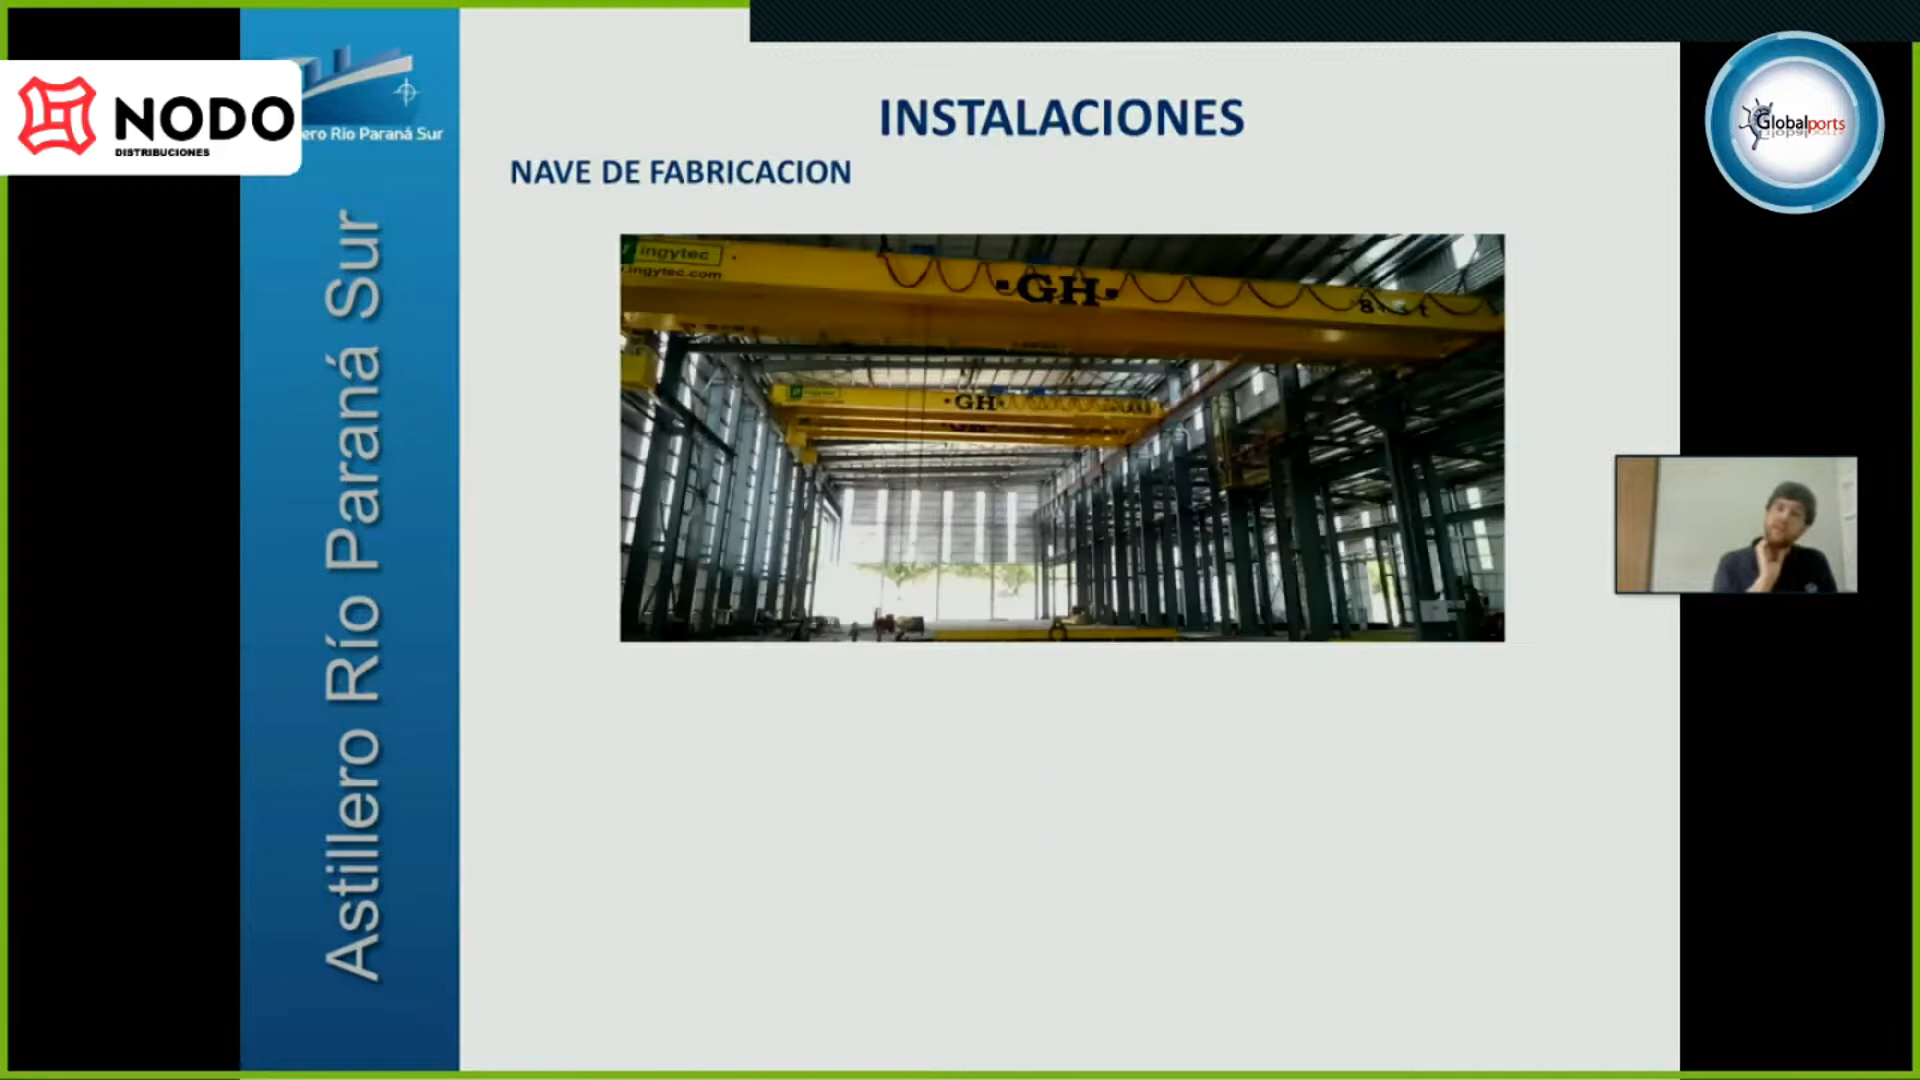 NODO
DISTRIBUCIONES
ero Río Paraná Sur
Astillero Río Paraná Sur
INSTALACIONES
NAVE DE FABRICACION
Globalports
ingytec
.ingytec.com
·GH·
·GH·